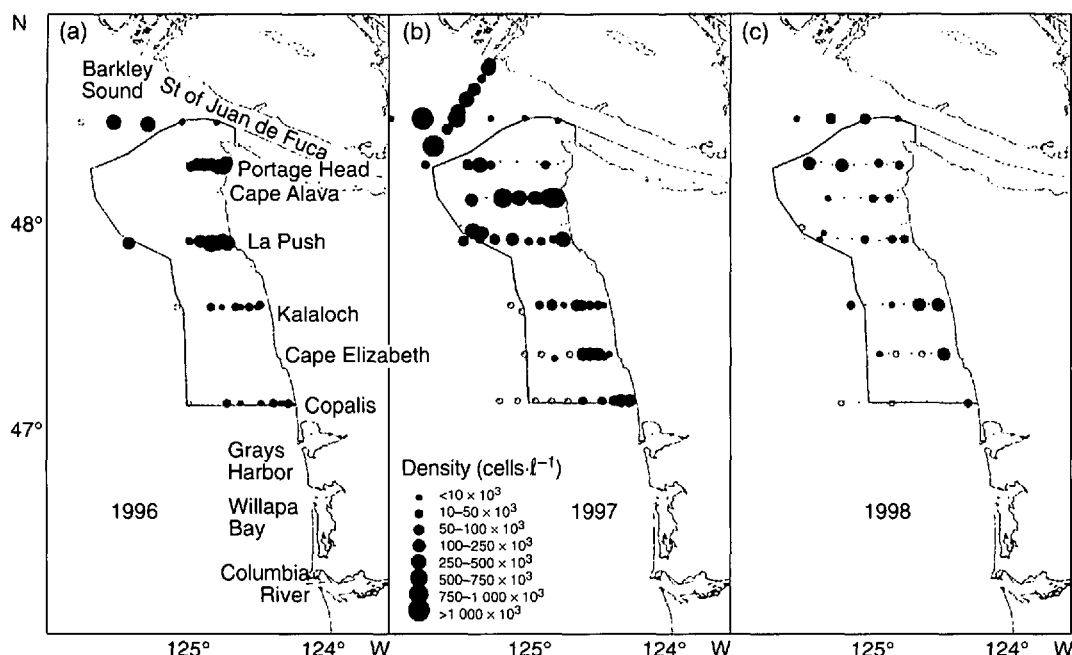 N
(a)
(b)
(c)
Barkley
Sound
St of Juan de Fuca
Portage Head
Cape Alava
48°
La Push
Kalaloch
Cape Elizabeth
Copalis
47°
Grays
Harbor
Willapa
Bay
Columbia
River
1996
1997
1998
Density (cells·ℓ⁻¹)
<10 × 10³
10–50 × 10³
50–100 × 10³
100–250 × 10³
250–500 × 10³
500–750 × 10³
750–1 000 × 10³
>1 000 × 10³
125° 124° W
125° 124° W
125° 124° W